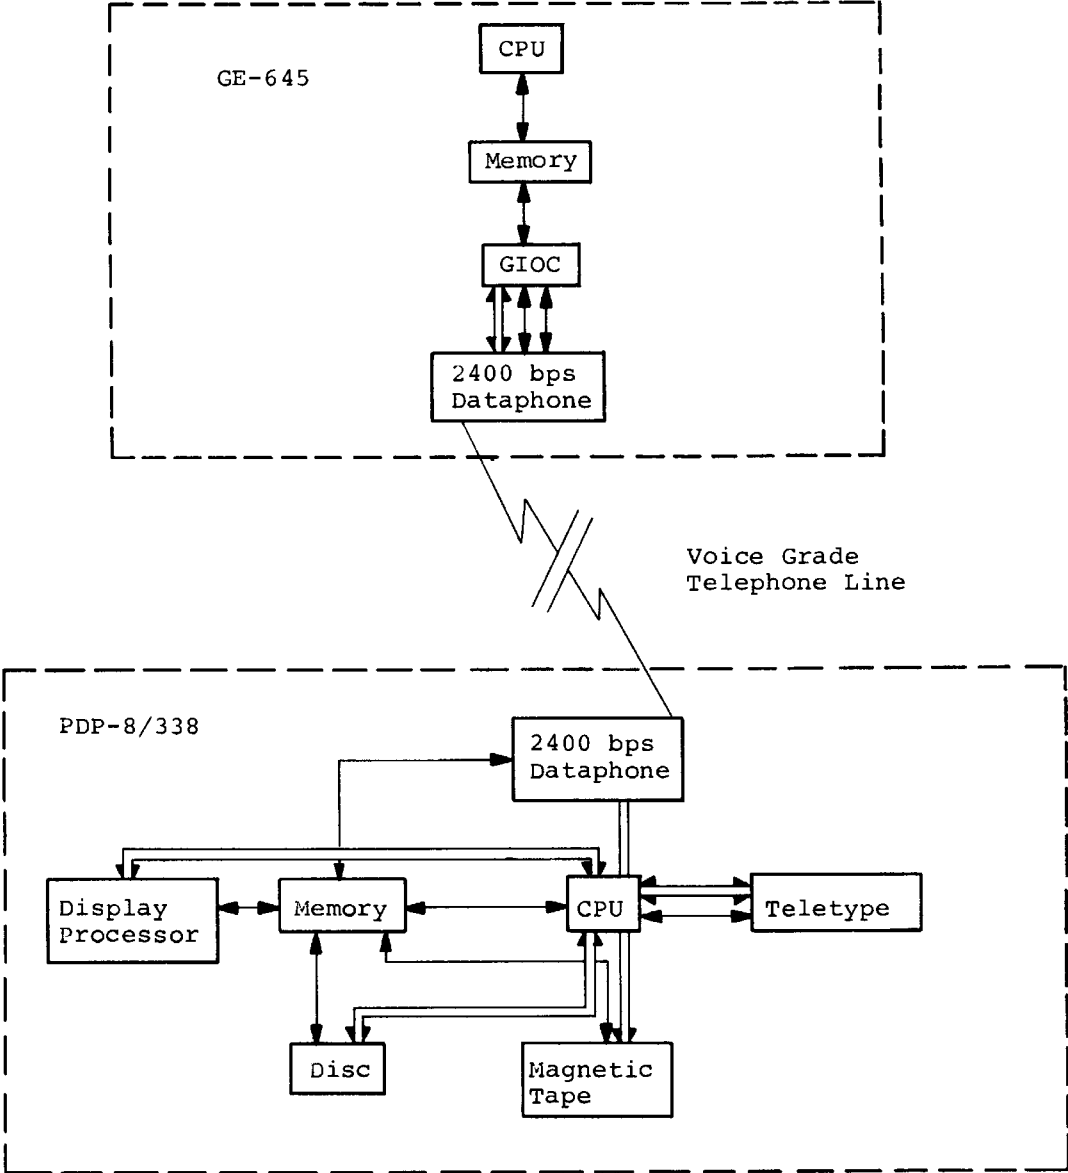 CPU
GE-645
Memory
GIOC
2400 bps
Dataphone
Voice Grade
Telephone Line
PDP-8/338
2400 bps
Dataphone
Display
Processor
Memory
CPU
Teletype
Disc
Magnetic
Tape